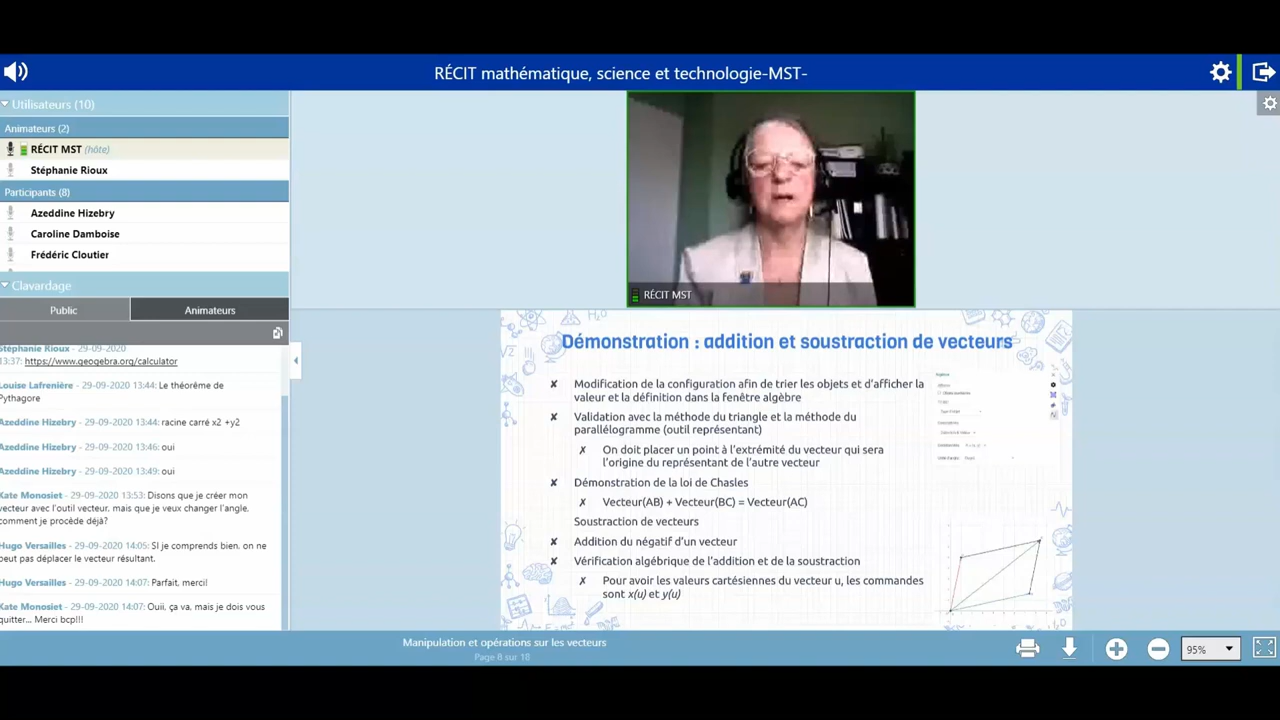 RÉCIT mathématique, science et technologie-MST-
Utilisateurs (10)
Animateurs (2)
RÉCIT MST (hôte)
Stéphanie Rioux
Participants (8)
Azeddine Hizebry
Caroline Damboise
Frédéric Cloutier
Clavardage
Public
Animateurs
Stéphanie Rioux - 29-09-2020
13:37: https://www.geogebra.org/calculator
Louise Lafrenière - 29-09-2020 13:44: Le théorême de
Pythagore
Azeddine Hizebry - 29-09-2020 13:44: racine carré x2 +y2
Azeddine Hizebry - 29-09-2020 13:46: oui
Azeddine Hizebry - 29-09-2020 13:49: oui
Kate Monosiet - 29-09-2020 13:53: Disons que je créer mon
vecteur avec l'outil vecteur, mais que je veux changer l'angle,
comment je procède déjà?
Hugo Versailles - 29-09-2020 14:05: SI je comprends bien, on ne
peut pas déplacer le vecteur résultant.
Hugo Versailles - 29-09-2020 14:07: Parfait, merci!
Kate Monosiet - 29-09-2020 14:07: Ouii, ça va, mais je dois vous
quitter... Merci bcp!!!
RÉCIT MST
Démonstration : addition et soustraction de vecteurs
✘ Modification de la configuration afin de trier les objets et d'afficher la
valeur et la définition dans la fenêtre algèbre
✘ Validation avec la méthode du triangle et la méthode du
parallélogramme (outil représentant)
✗ On doit placer un point à l'extrémité du vecteur qui sera
l'origine du représentant de l'autre vecteur
✘ Démonstration de la loi de Chasles
✗ Vecteur(AB) + Vecteur(BC) = Vecteur(AC)
Soustraction de vecteurs
✘ Addition du négatif d'un vecteur
✘ Vérification algébrique de l'addition et de la soustraction
✗ Pour avoir les valeurs cartésiennes du vecteur u, les commandes
sont x(u) et y(u)
Manipulation et opérations sur les vecteurs
Page 8 sur 18
95%